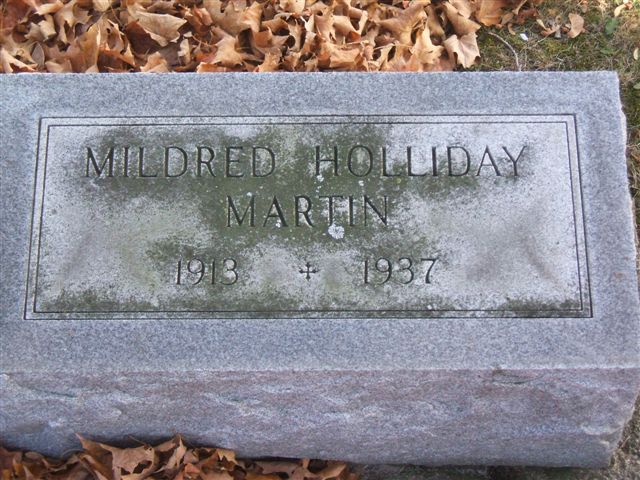 MILDRED HOLLIDAY
MARTIN
1913 + 1937